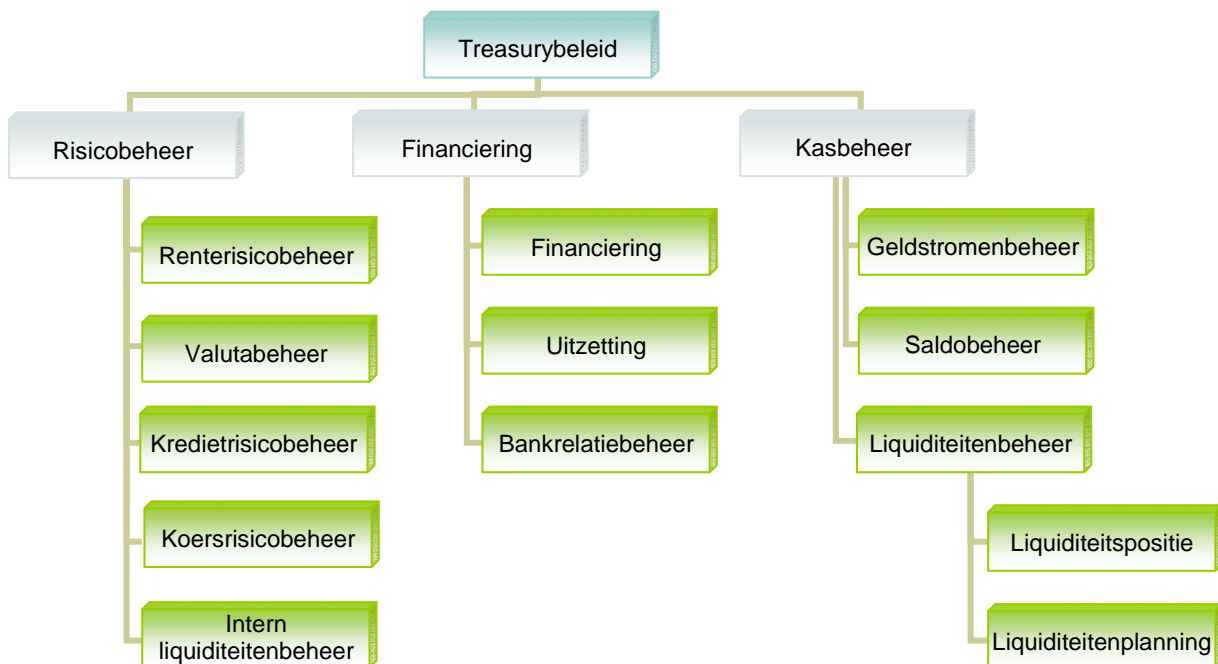 Treasurybeleid
Risicobeheer
Financiering
Kasbeheer
Renterisicobeheer
Valutabeheer
Kredietrisicobeheer
Koersrisicobeheer
Intern
liquiditeitenbeheer
Financiering
Uitzetting
Bankrelatiebeheer
Geldstromenbeheer
Saldobeheer
Liquiditeitenbeheer
Liquiditeitspositie
Liquiditeitenplanning